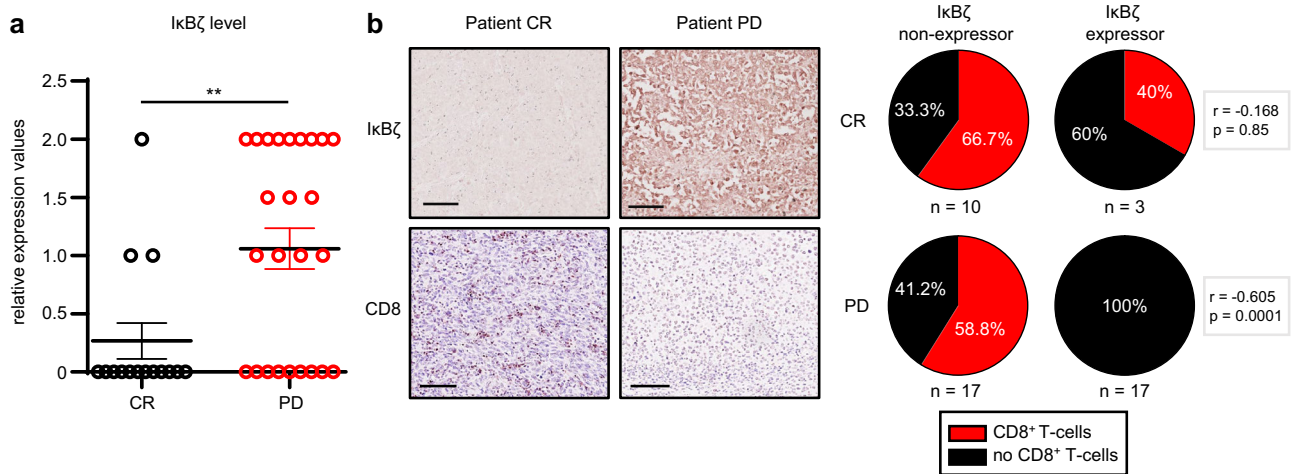 a
IκBζ level
2.5
2.0
1.5
1.0
0.5
0
relative expression values
**
CR
PD
b
Patient CR
Patient PD
IκBζ
CD8
IκBζ
non-expressor
IκBζ
expressor
CR
33.3%
66.7%
n = 10
40%
60%
n = 3
r = -0.168
p = 0.85
PD
41.2%
58.8%
n = 17
100%
n = 17
r = -0.605
p = 0.0001
CD8⁺ T-cells
no CD8⁺ T-cells